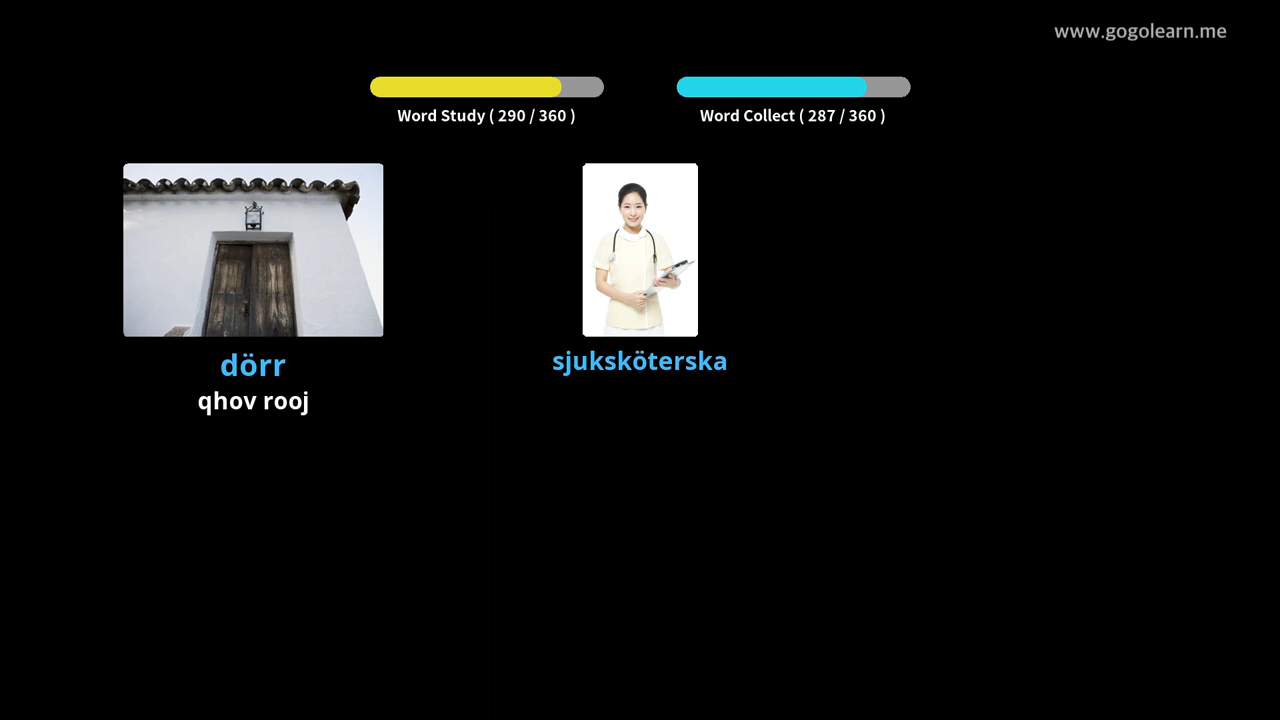 www.gogolearn.me
Word Study ( 290 / 360 )
Word Collect ( 287 / 360 )
dörr
qhov rooj
sjuksköterska